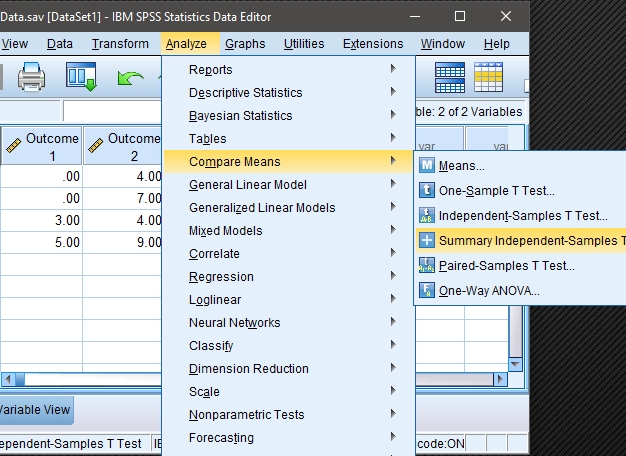 Data.sav [DataSet1] - IBM SPSS Statistics Data Editor
View Data Transform Analyze Graphs Utilities Extensions Window Help
Reports
Descriptive Statistics
Bayesian Statistics
ble: 2 of 2 Variables
Tables
Outcome 1
Outcome 2
var
va
Compare Means
General Linear Model
Generalized Linear Models
Mixed Models
Correlate
Regression
Loglinear
Neural Networks
Classify
Dimension Reduction
Scale
Nonparametric Tests
Forecasting
Means...
One-Sample T Test...
Independent-Samples T Test...
Summary Independent-Samples T
Paired-Samples T Test...
One-Way ANOVA...
.00 4.00
.00 7.00
3.00 4.00
5.00 9.00
Variable View
ependent-Samples T Test IB
code:ON